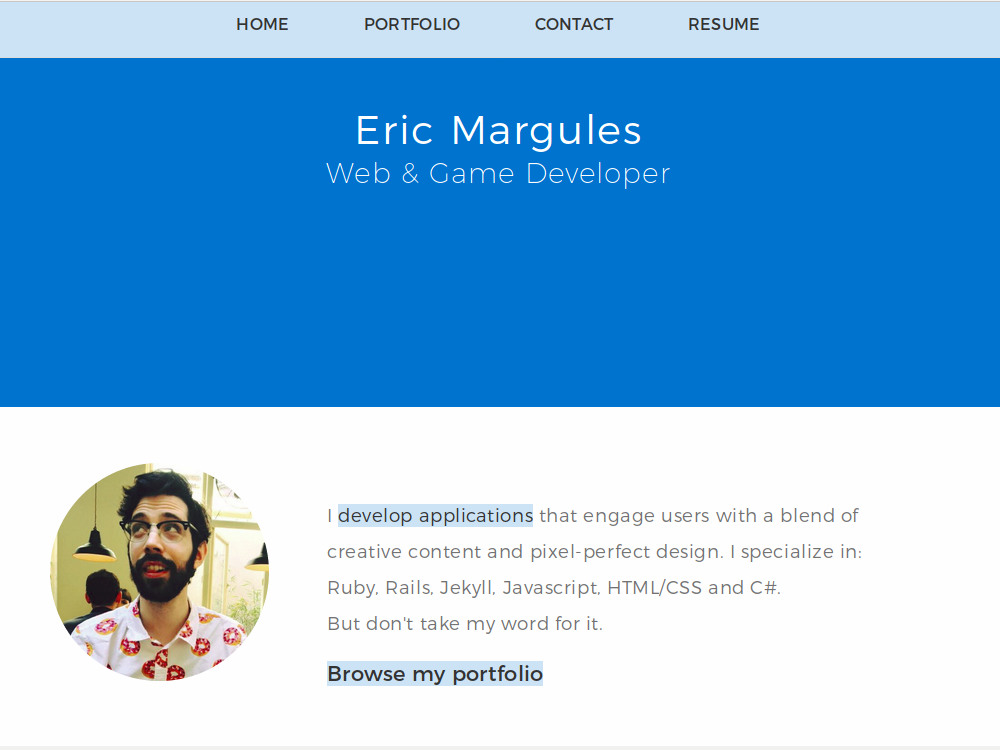 HOME PORTFOLIO CONTACT RESUME
Eric Margules
Web & Game Developer
I develop applications that engage users with a blend of
creative content and pixel-perfect design. I specialize in:
Ruby, Rails, Jekyll, Javascript, HTML/CSS and C#.
But don't take my word for it.
Browse my portfolio